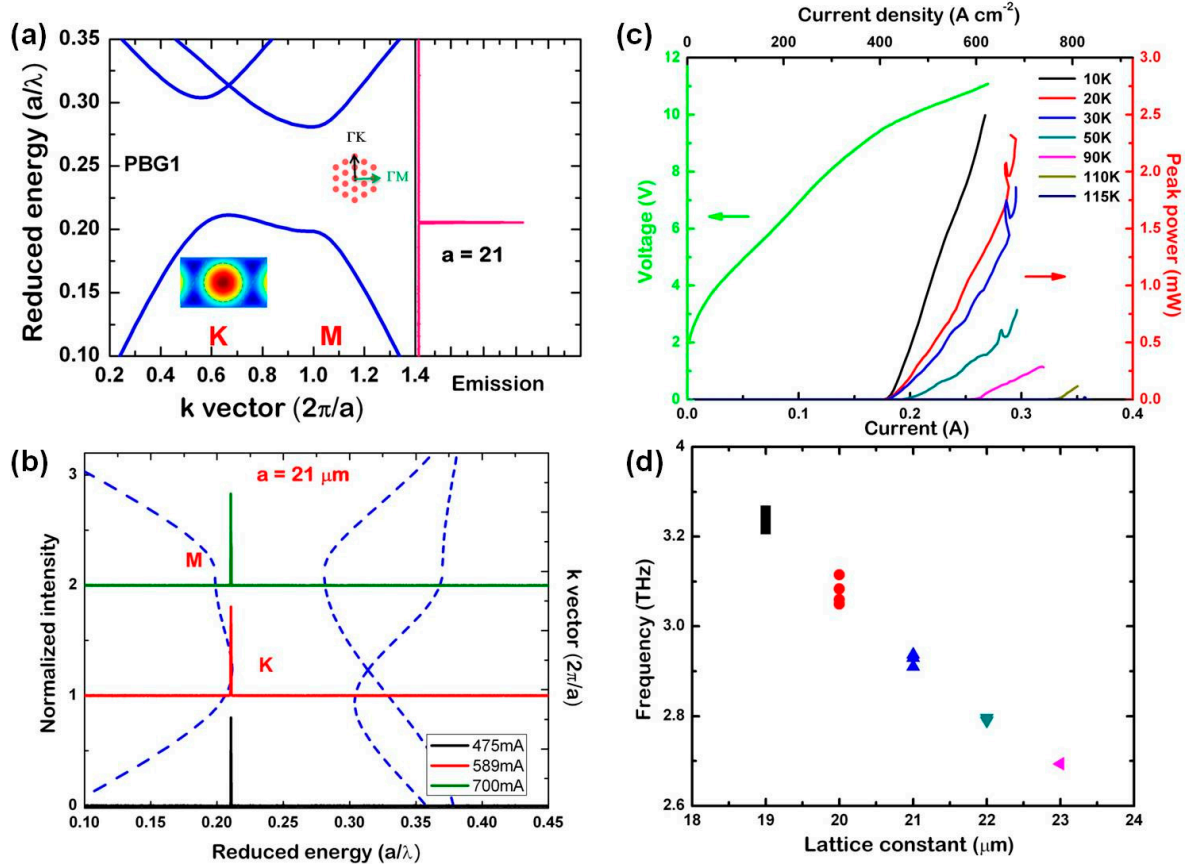 (a)
Reduced energy (a/λ)
0.35
0.30
0.25
0.20
0.15
0.10
PBG1
ΓK
ΓM
a = 21
K
M
0.2 0.4 0.6 0.8 1.0 1.2 1.4 Emission
k vector (2π/a)
(b)
Normalized intensity
3
2
1
0
a = 21 μm
M
K
475mA
589mA
700mA
k vector (2π/a)
0.10 0.15 0.20 0.25 0.30 0.35 0.40 0.45
Reduced energy (a/λ)
(c)
Current density (A cm⁻²)
0 200 400 600 800
Voltage (V)
12
10
8
6
4
2
0
10K
20K
30K
50K
90K
110K
115K
3.0
2.5
2.0
1.5
1.0
0.5
0.0
Peak power (mW)
0.0 0.1 0.2 0.3 0.4
Current (A)
(d)
Frequency (THz)
3.4
3.2
3.0
2.8
2.6
18 19 20 21 22 23 24
Lattice constant (μm)